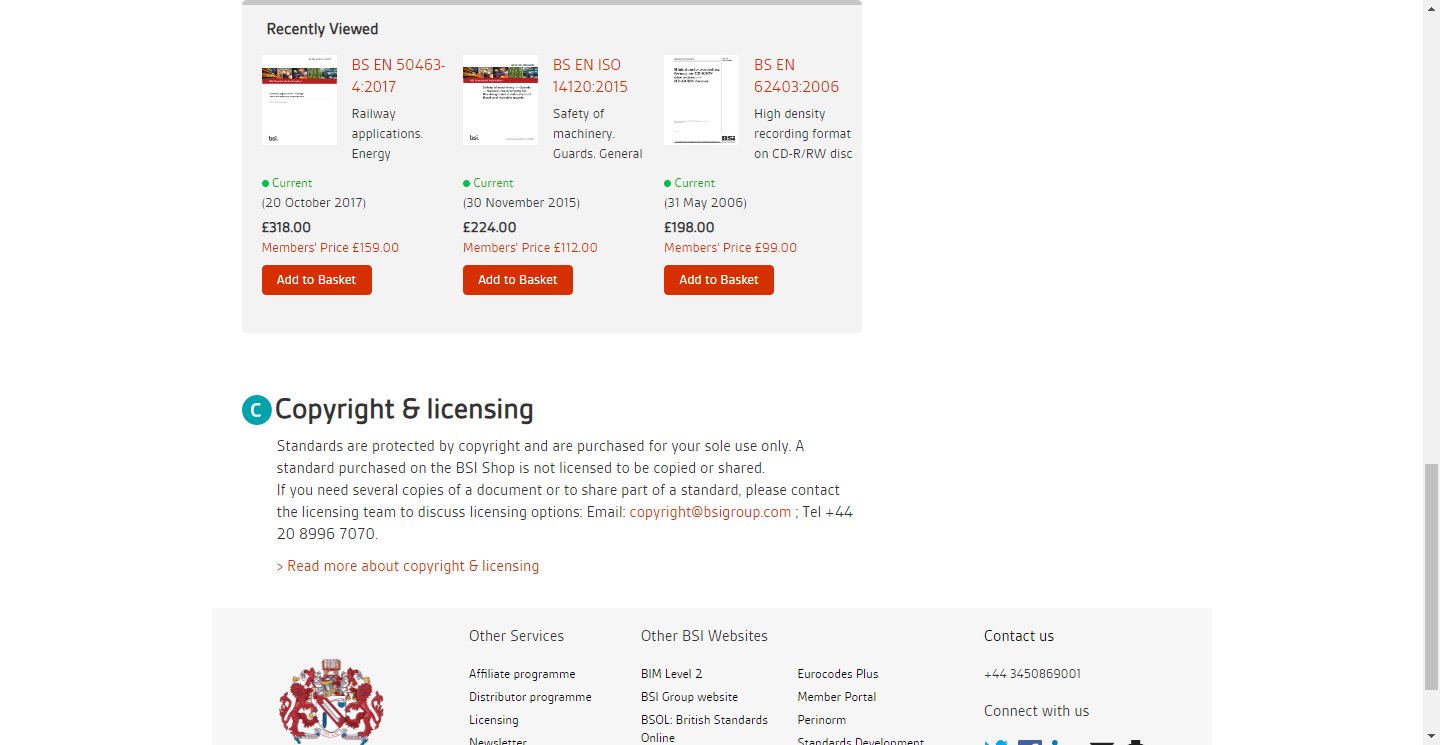 Recently Viewed
BS EN 50463-
4:2017
Railway
applications.
Energy
Current
(20 October 2017)
£318.00
Members' Price £159.00
Add to Basket
BS EN ISO
14120:2015
Safety of
machinery.
Guards. General
Current
(30 November 2015)
£224.00
Members' Price £112.00
Add to Basket
BS EN
62403:2006
High density
recording format
on CD-R/RW disc
Current
(31 May 2006)
£198.00
Members' Price £99.00
Add to Basket
bsi.
bsi.
BSI
C Copyright & licensing
Standards are protected by copyright and are purchased for your sole use only. A
standard purchased on the BSI Shop is not licensed to be copied or shared.
If you need several copies of a document or to share part of a standard, please contact
the licensing team to discuss licensing options: Email: copyright@bsigroup.com ; Tel +44
20 8996 7070.
> Read more about copyright & licensing
Other Services
Affiliate programme
Distributor programme
Licensing
Newsletter
Other BSI Websites
BIM Level 2
BSI Group website
BSOL: British Standards
Online
Eurocodes Plus
Member Portal
Perinorm
Standards Development
Contact us
+44 3450869001
Connect with us